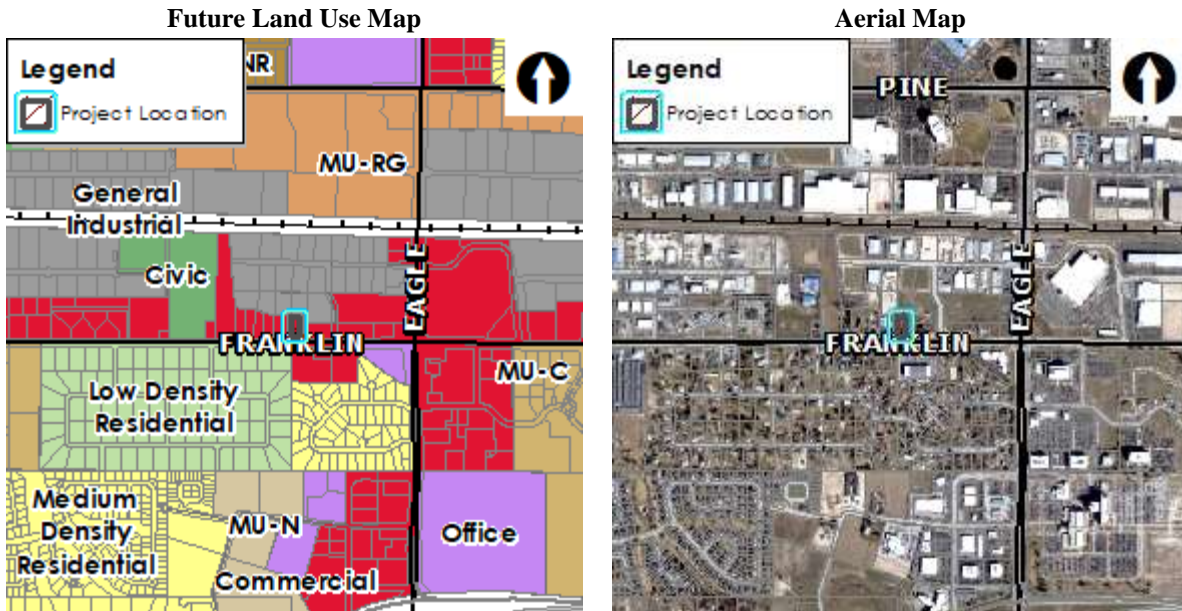 Future Land Use Map
Legend
Project Location
NR
MU-RG
General
Industrial
Civic
EAGLE
FRANKLIN
MU-C
Low Density
Residential
Medium
Density
Residential
MU-N
Office
Commercial
Aerial Map
Legend
Project Location
PINE
EAGLE
FRANKLIN